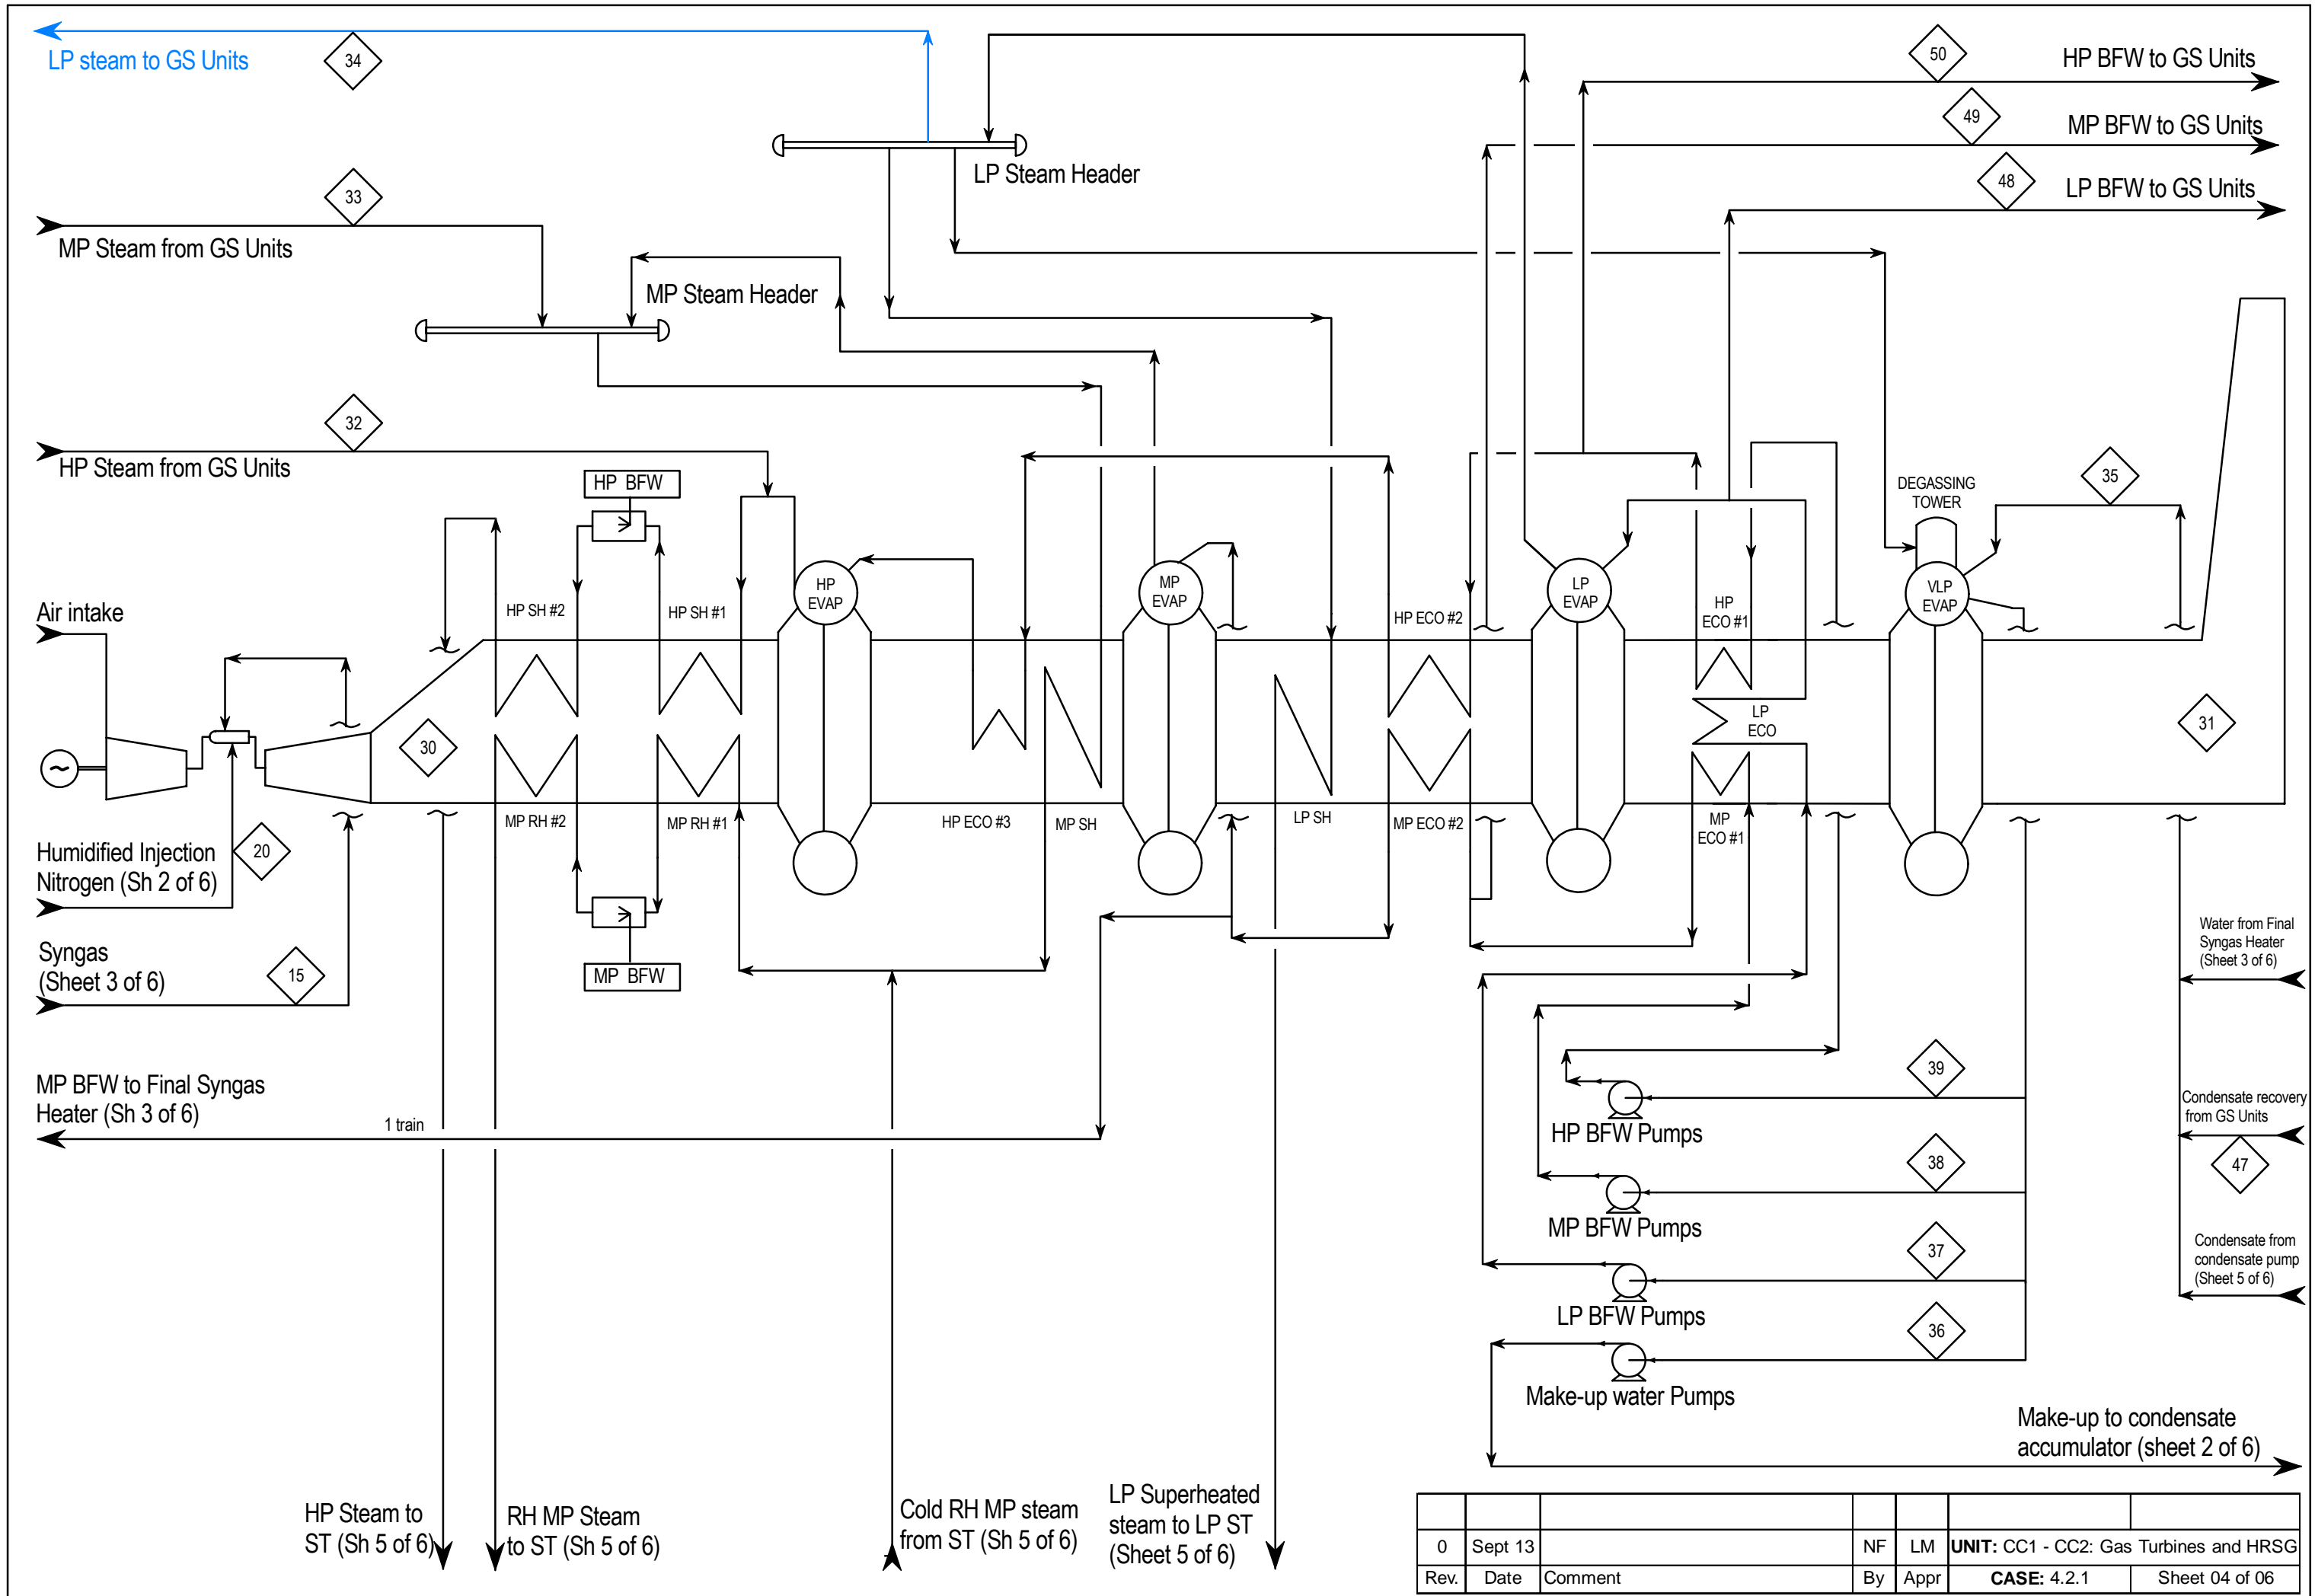 LP steam to GS Units
34
50
HP BFW to GS Units
49
MP BFW to GS Units
48
LP BFW to GS Units
LP Steam Header
33
MP Steam from GS Units
MP Steam Header
32
HP Steam from GS Units
HP BFW
DEGASSING
TOWER
35
HP SH #2
HP SH #1
HP
EVAP
MP
EVAP
HP ECO #2
LP
EVAP
HP
ECO #1
VLP
EVAP
Air intake
30
LP
ECO
31
MP RH #2
MP RH #1
HP ECO #3
MP SH
LP SH
MP ECO #2
MP
ECO #1
Humidified Injection
Nitrogen (Sh 2 of 6)
20
Syngas
(Sheet 3 of 6)
15
MP BFW
Water from Final
Syngas Heater
(Sheet 3 of 6)
MP BFW to Final Syngas
Heater (Sh 3 of 6)
1 train
39
HP BFW Pumps
Condensate recovery
from GS Units
47
38
MP BFW Pumps
37
LP BFW Pumps
Condensate from
condensate pump
(Sheet 5 of 6)
36
Make-up water Pumps
Make-up to condensate
accumulator (sheet 2 of 6)
HP Steam to
ST (Sh 5 of 6)
RH MP Steam
to ST (Sh 5 of 6)
Cold RH MP steam
from ST (Sh 5 of 6)
LP Superheated
steam to LP ST
(Sheet 5 of 6)
0 Sept 13 NF LM UNIT: CC1 - CC2: Gas Turbines and HRSG
Rev. Date Comment By Appr CASE: 4.2.1 Sheet 04 of 06